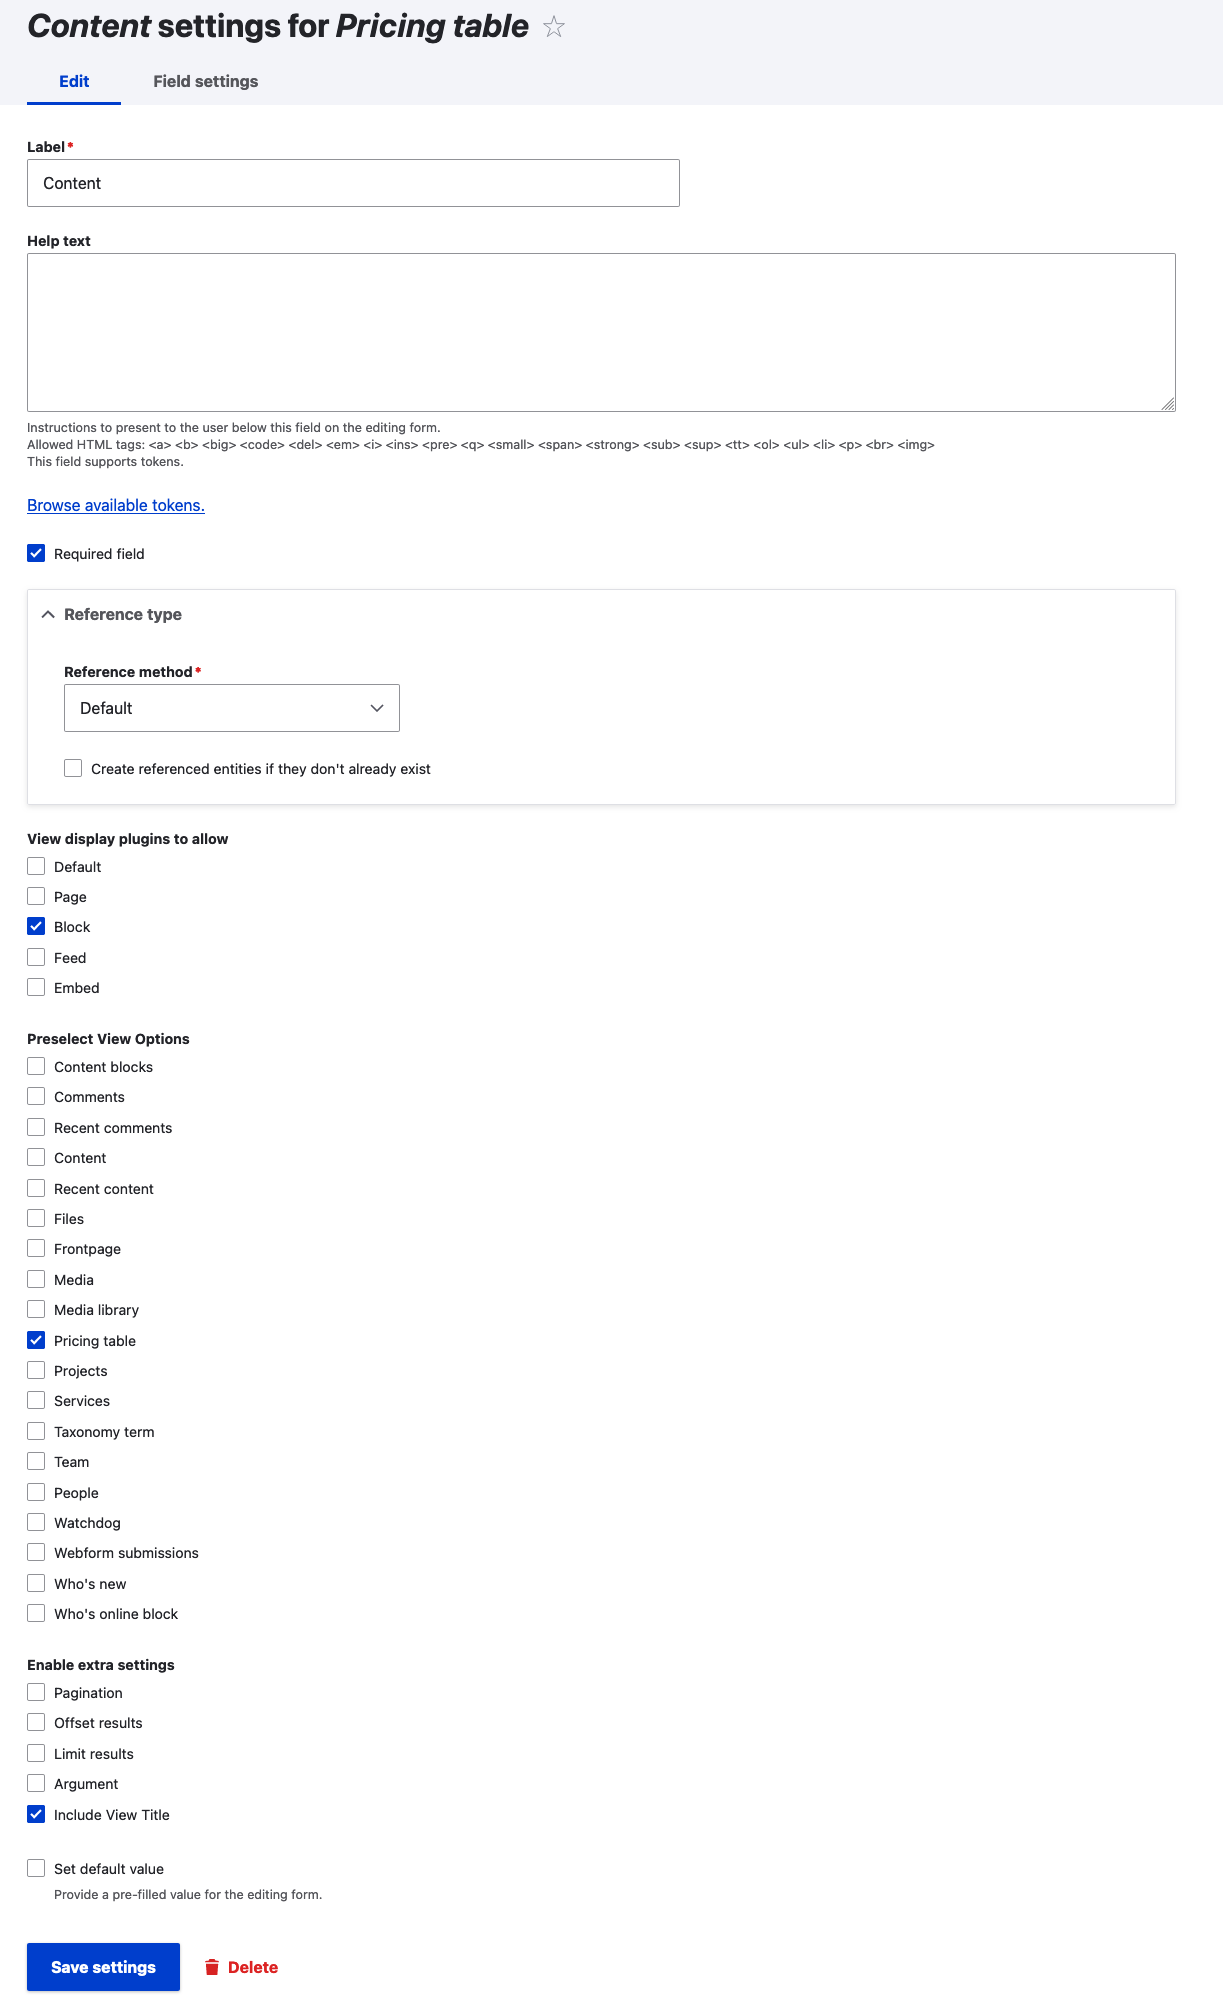 Content settings for Pricing table
Edit
Field settings
Label*
Content
Help text
Instructions to present to the user below this field on the editing form.
Allowed HTML tags: <a> <b> <big> <code> <del> <em> <i> <ins> <pre> <q> <small> <span> <strong> <sub> <sup> <tt> <ol> <ul> <li> <p> <br> <img>
This field supports tokens.
Browse available tokens.
Required field
Reference type
Reference method*
Default
Create referenced entities if they don't already exist
View display plugins to allow
Default
Page
Block
Feed
Embed
Preselect View Options
Content blocks
Comments
Recent comments
Content
Recent content
Files
Frontpage
Media
Media library
Pricing table
Projects
Services
Taxonomy term
Team
People
Watchdog
Webform submissions
Who's new
Who's online block
Enable extra settings
Pagination
Offset results
Limit results
Argument
Include View Title
Set default value
Provide a pre-filled value for the editing form.
Save settings
Delete